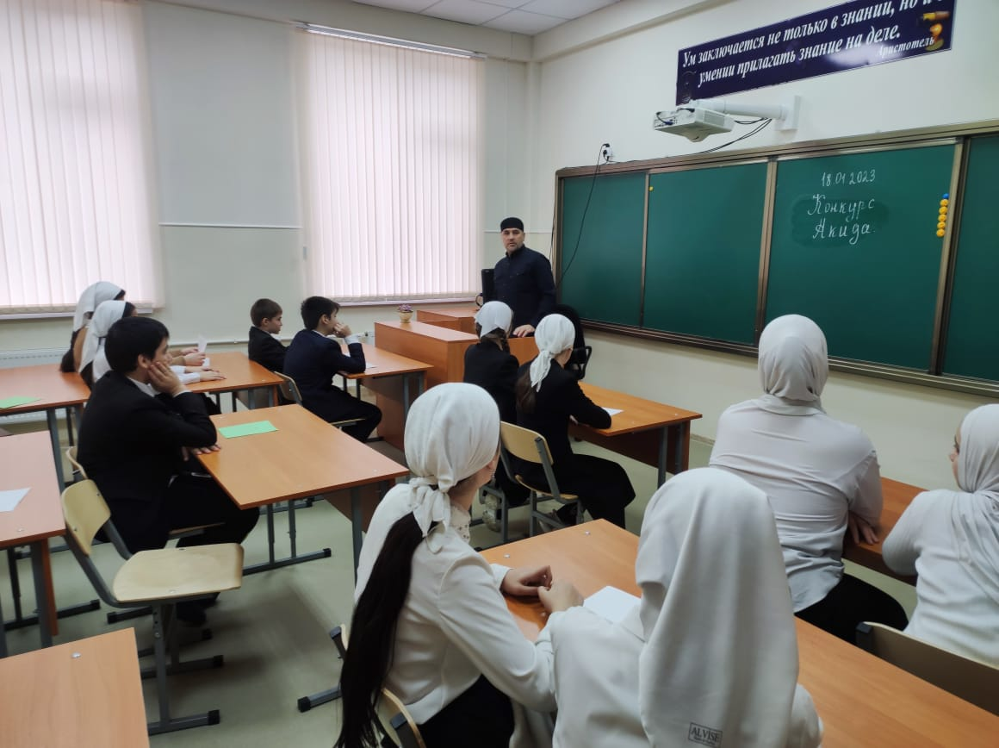 Ум заключается не только в знании, но и в
умении прилагать знание на деле.
Аристотель
18.01.2023
Конкурс
Акида.
ALVISE